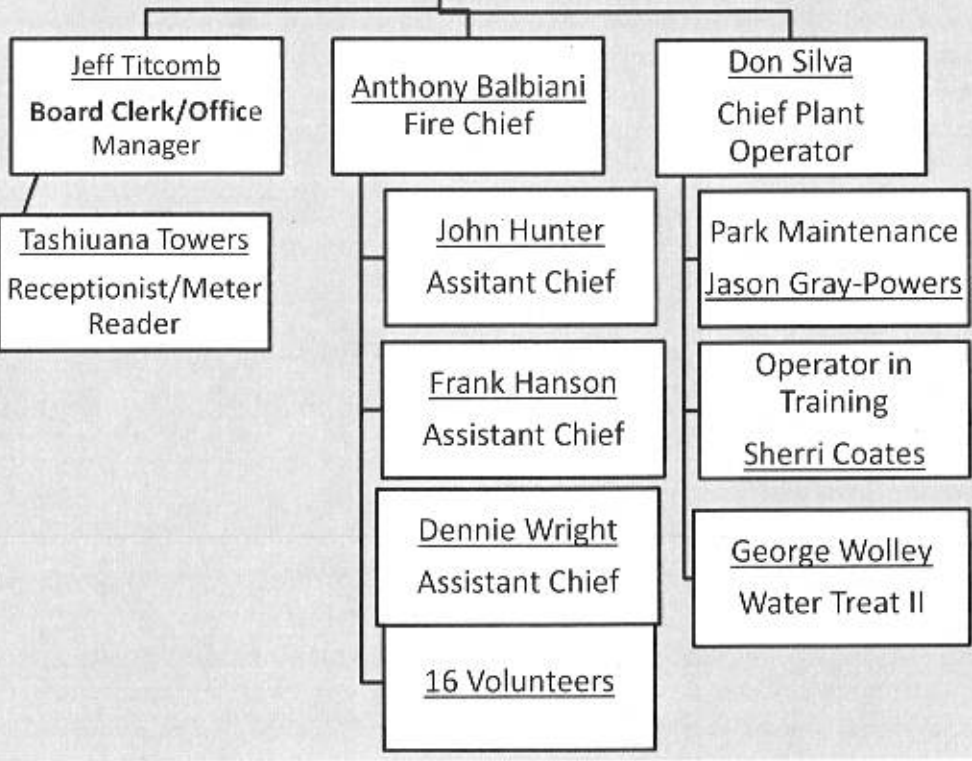 Jeff Titcomb
Board Clerk/Office
Manager
Tashiuana Towers
Receptionist/Meter
Reader
Anthony Balbiani
Fire Chief
John Hunter
Assitant Chief
Frank Hanson
Assistant Chief
Dennie Wright
Assistant Chief
16 Volunteers
Don Silva
Chief Plant
Operator
Park Maintenance
Jason Gray-Powers
Operator in
Training
Sherri Coates
George Wolley
Water Treat II